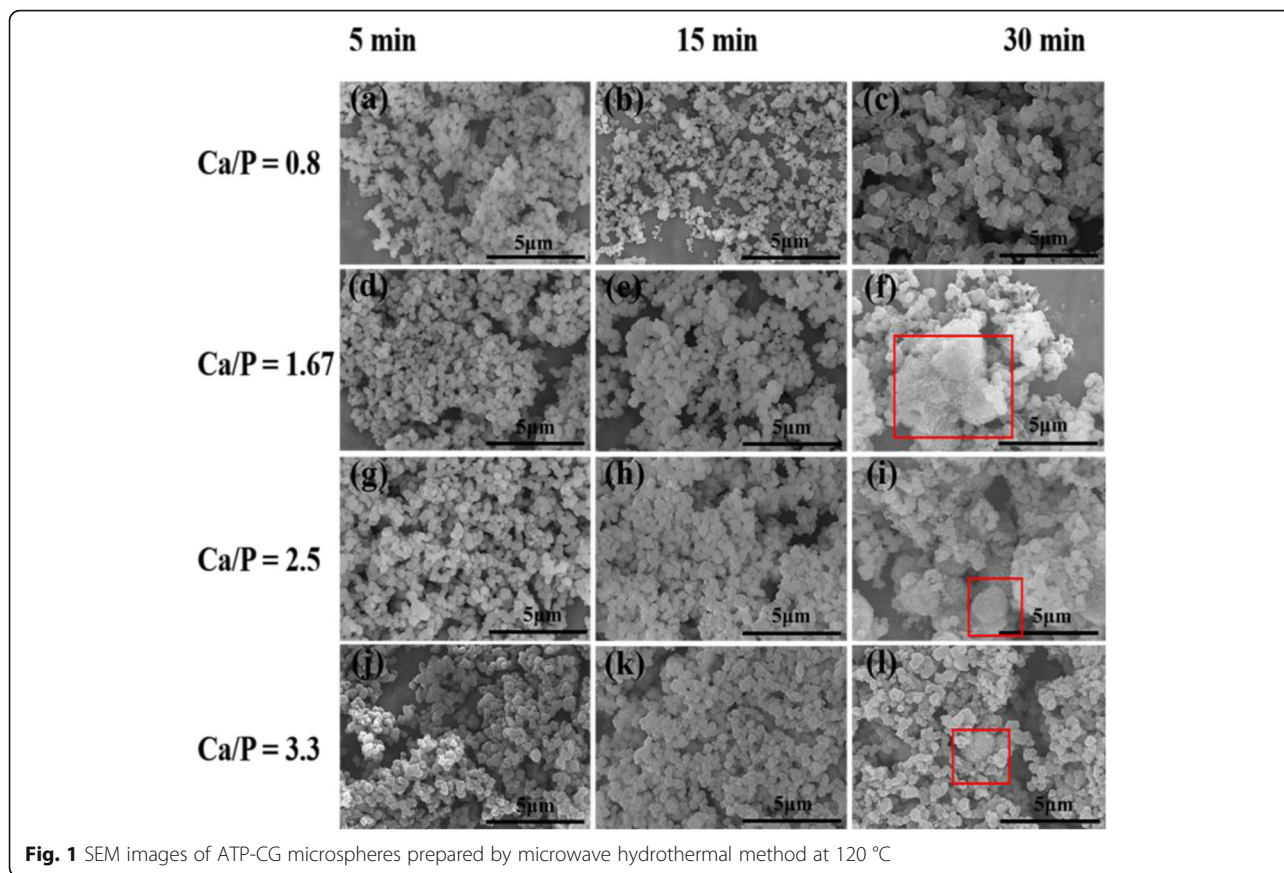 5 min 15 min 30 min
Ca/P = 0.8
(a) (b) (c)
5μm 5μm 5μm
Ca/P = 1.67
(d) (e) (f)
5μm 5μm 5μm
Ca/P = 2.5
(g) (h) (i)
5μm 5μm 5μm
Ca/P = 3.3
(j) (k) (l)
5μm 5μm 5μm
Fig. 1 SEM images of ATP-CG microspheres prepared by microwave hydrothermal method at 120 °C